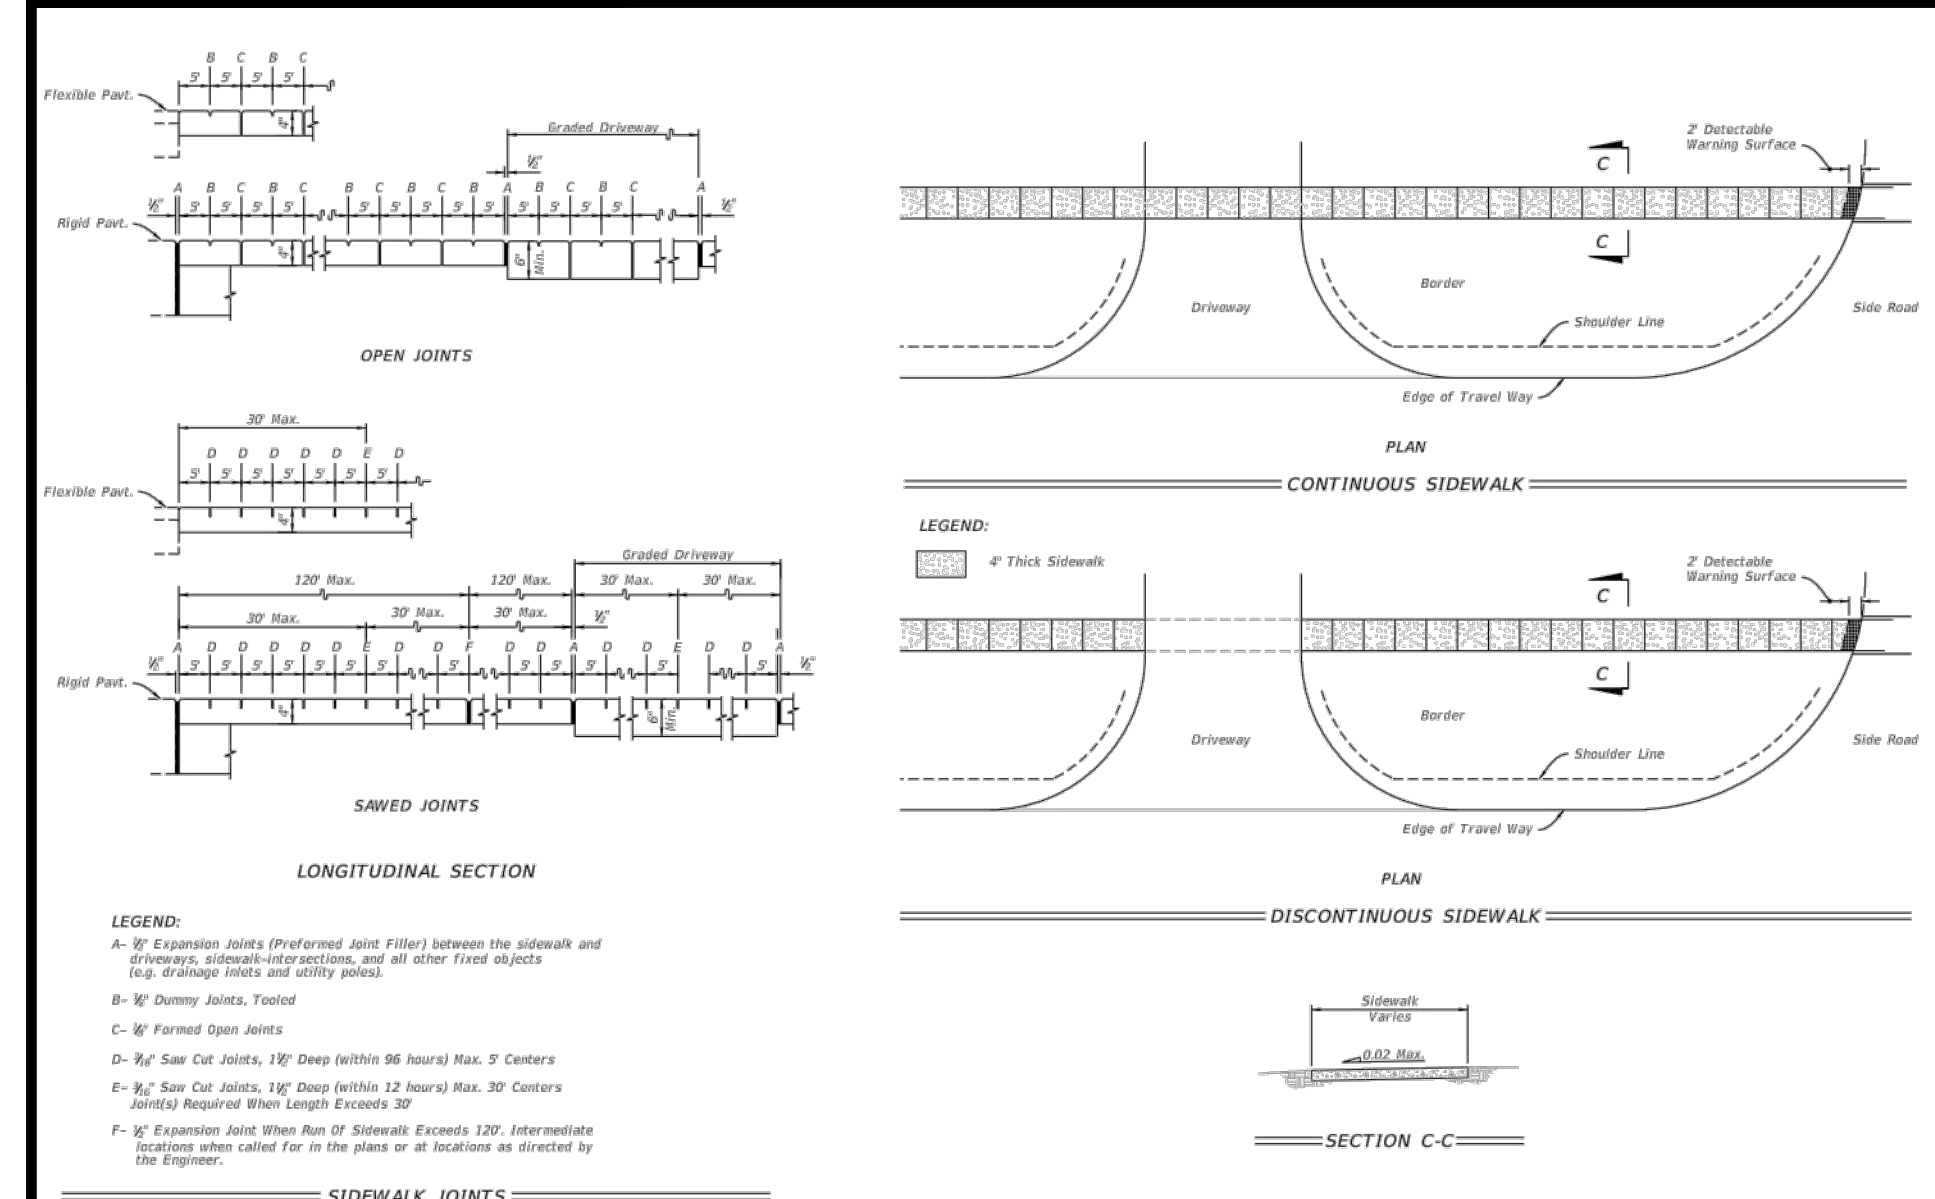 B C B C
5' 5' 5' 5'
Flexible Pavt.
4"
Graded Driveway
½"
A B C B C B C B C B A B C B C A
½" 5' 5' 5' 5' 5' 5' 5' 5' 5' 5' 5' 5' 5' ½"
Rigid Pavt.
4"
6" Min.
OPEN JOINTS
30' Max.
D D D D D E D
5' 5' 5' 5' 5' 5' 5'
Flexible Pavt.
4"
Graded Driveway
120' Max. 120' Max. 30' Max. 30' Max.
30' Max. 30' Max. 30' Max. ½"
A D D D D D E D D F D D A D D E D D A
½" 5' 5' 5' 5' 5' 5' 5' 5' 5' 5' 5' 5' 5' ½"
Rigid Pavt.
4"
6" Min.
SAWED JOINTS
LONGITUDINAL SECTION
LEGEND:
A- ½" Expansion Joints (Preformed Joint Filler) between the sidewalk and
driveways, sidewalk-intersections, and all other fixed objects
(e.g. drainage inlets and utility poles).
B- ⅛" Dummy Joints, Tooled
C- ⅛" Formed Open Joints
D- 3/16" Saw Cut Joints, 1½" Deep (within 96 hours) Max. 5' Centers
E- 3/16" Saw Cut Joints, 1½" Deep (within 12 hours) Max. 30' Centers
Joint(s) Required When Length Exceeds 30'
F- ½" Expansion Joint When Run Of Sidewalk Exceeds 120'. Intermediate
locations when called for in the plans or at locations as directed by
the Engineer.
SIDEWALK JOINTS
2' Detectable
Warning Surface
C
C
Border
Driveway
Side Road
Shoulder Line
Edge of Travel Way
PLAN
CONTINUOUS SIDEWALK
LEGEND:
4" Thick Sidewalk
2' Detectable
Warning Surface
C
C
Border
Driveway
Side Road
Shoulder Line
Edge of Travel Way
PLAN
DISCONTINUOUS SIDEWALK
Sidewalk
Varies
0.02 Max.
SECTION C-C